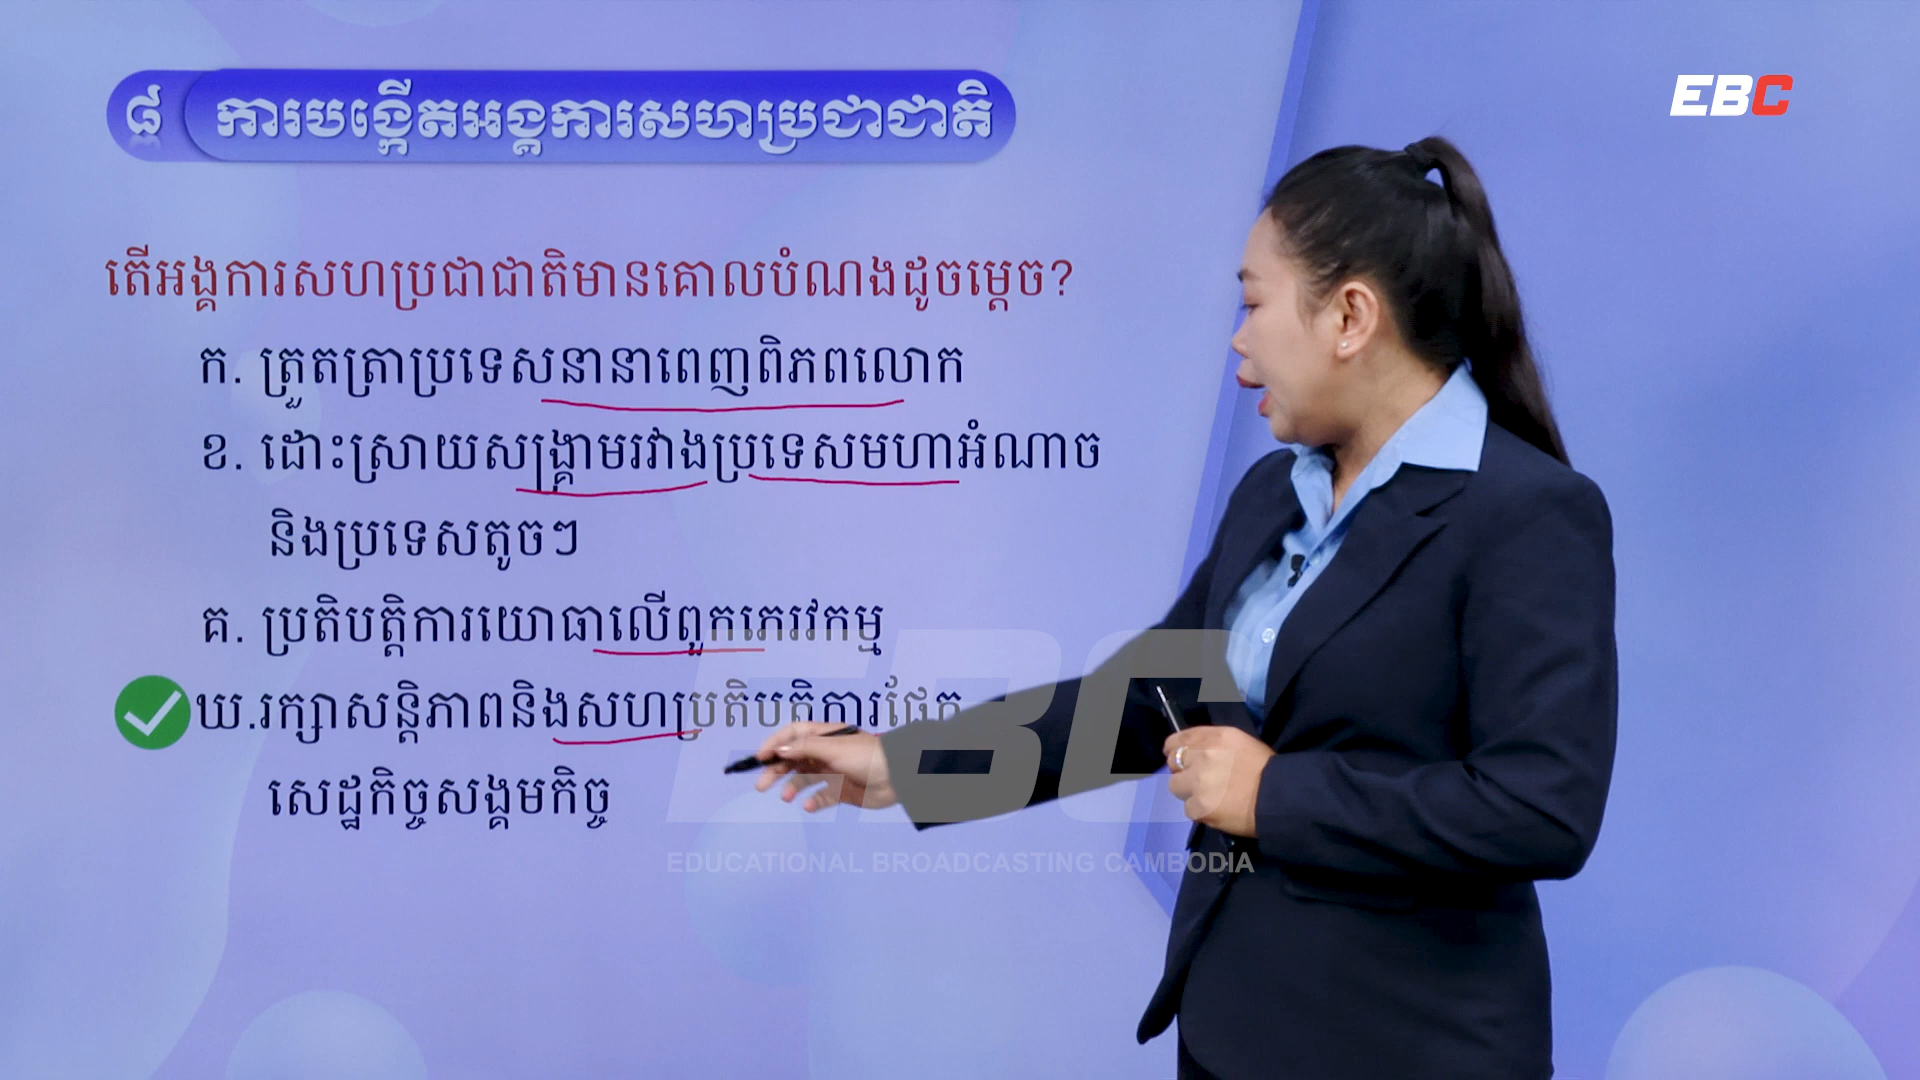 ៨ ការបង្កើតអង្គការសហប្រជាជាតិ
EBC
តើអង្គការសហប្រជាជាតិមានគោលបំណងដូចម្តេច?
ក. ត្រួតត្រាប្រទេសនានាពេញពិភពលោក
ខ. ដោះស្រាយសង្គ្រាមរវាងប្រទេសមហាអំណាច
និងប្រទេសតូចៗ
គ. ប្រតិបត្តិការយោធាលើពួកភេរវកម្ម
ឃ.រក្សាសន្តិភាពនិងសហប្រតិបត្តិការផ្នែក
សេដ្ឋកិច្ចសង្គមកិច្ច
EBC
EDUCATIONAL BROADCASTING CAMBODIA